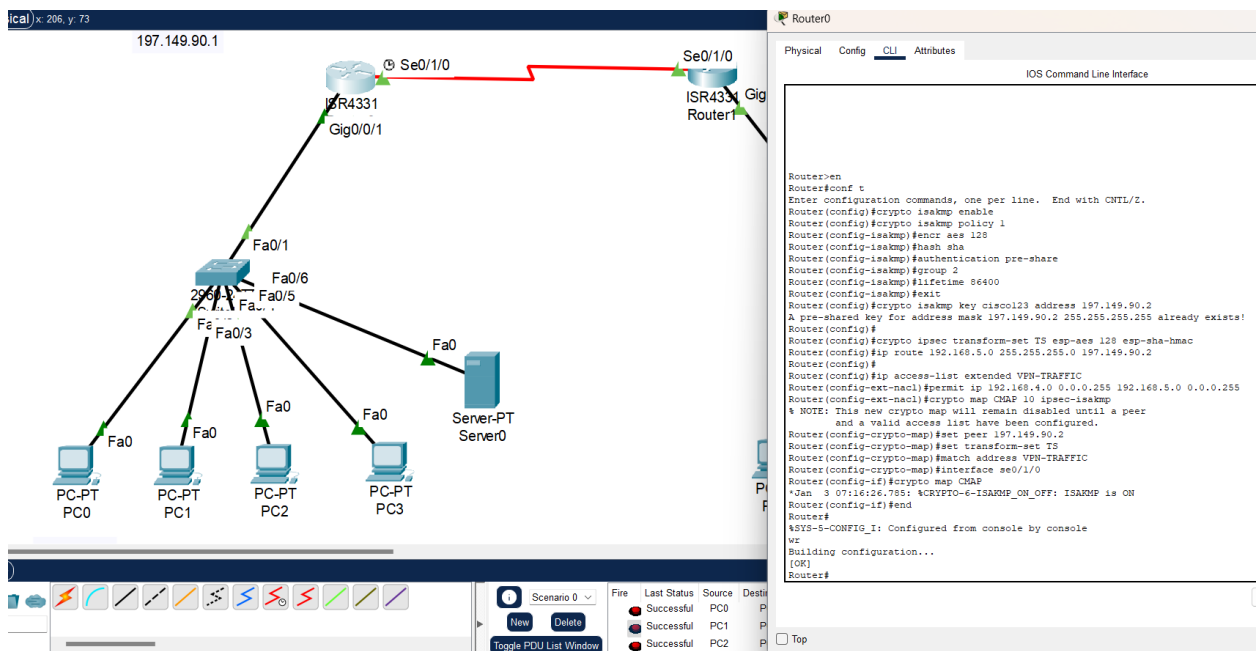 sical) x: 206, y: 73
197.149.90.1
Se0/1/0
Se0/1/0
ISR4331
Gig0/0/1
ISR4331
Router1
Gig
Fa0/1
Fa0/6
Fa0/5
Fa0/3
Fa0
Server-PT
Server0
Fa0
Fa0
Fa0
Fa0
PC-PT
PC0
PC-PT
PC1
PC-PT
PC2
PC-PT
PC3
Scenario 0
New
Delete
Toggle PDU List Window
Fire Last Status Source Destin
Successful PC0 P
Successful PC1 P
Successful PC2 P
Router0
Physical Config CLI Attributes
IOS Command Line Interface
Router>en
Router#conf t
Enter configuration commands, one per line. End with CNTL/Z.
Router(config)#crypto isakmp enable
Router(config)#crypto isakmp policy 1
Router(config-isakmp)#encr aes 128
Router(config-isakmp)#hash sha
Router(config-isakmp)#authentication pre-share
Router(config-isakmp)#group 2
Router(config-isakmp)#lifetime 86400
Router(config-isakmp)#exit
Router(config)#crypto isakmp key cisco123 address 197.149.90.2
A pre-shared key for address mask 197.149.90.2 255.255.255.255 already exists!
Router(config)#
Router(config)#crypto ipsec transform-set TS esp-aes 128 esp-sha-hmac
Router(config)#ip route 192.168.5.0 255.255.255.0 197.149.90.2
Router(config)#
Router(config)#ip access-list extended VPN-TRAFFIC
Router(config-ext-nacl)#permit ip 192.168.4.0 0.0.0.255 192.168.5.0 0.0.0.255
Router(config-ext-nacl)#crypto map CMAP 10 ipsec-isakmp
% NOTE: This new crypto map will remain disabled until a peer
and a valid access list have been configured.
Router(config-crypto-map)#set peer 197.149.90.2
Router(config-crypto-map)#set transform-set TS
Router(config-crypto-map)#match address VPN-TRAFFIC
Router(config-crypto-map)#interface se0/1/0
Router(config-if)#crypto map CMAP
*Jan 3 07:16:26.785: %CRYPTO-6-ISAKMP_ON_OFF: ISAKMP is ON
Router(config-if)#end
Router#
%SYS-5-CONFIG_I: Configured from console by console
wr
Building configuration...
[OK]
Router#
Top